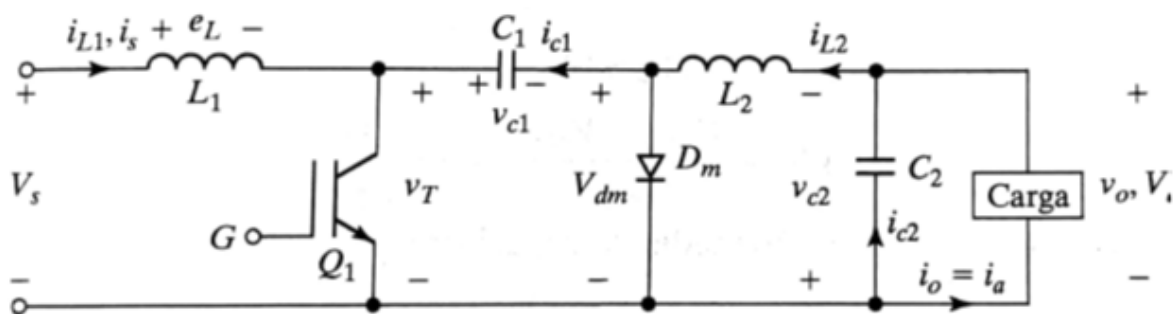 i_{L1}, i_s + e_L − C_1 i_{c1} i_{L2}
+ L_1 + + − + L_2 − +
v_{c1}
V_s v_T V_{dm} D_m v_{c2} C_2 Carga v_o,
G i_{c2}
Q_1
− − − + i_o = i_a −